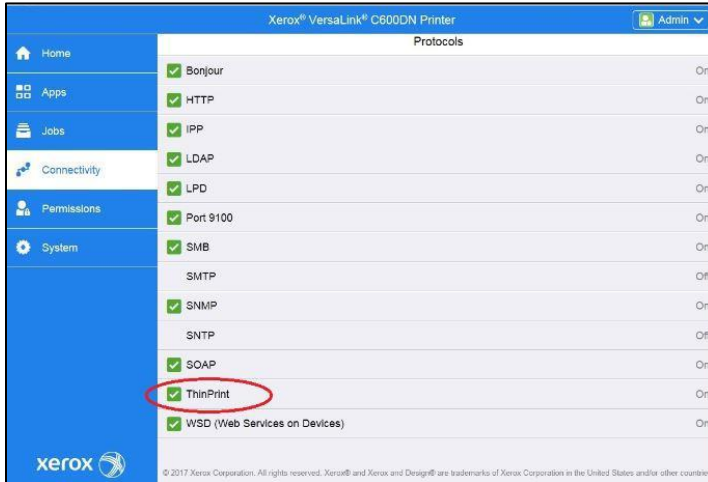 Xerox® VersaLink® C600DN Printer
Admin
Home
Apps
Jobs
Connectivity
Permissions
System
xerox
Protocols
Bonjour On
HTTP On
IPP On
LDAP On
LPD On
Port 9100 On
SMB On
SMTP Off
SNMP On
SNTP Off
SOAP On
ThinPrint On
WSD (Web Services on Devices) On
© 2017 Xerox Corporation. All rights reserved. Xerox® and Xerox and Design® are trademarks of Xerox Corporation in the United States and/or other countries